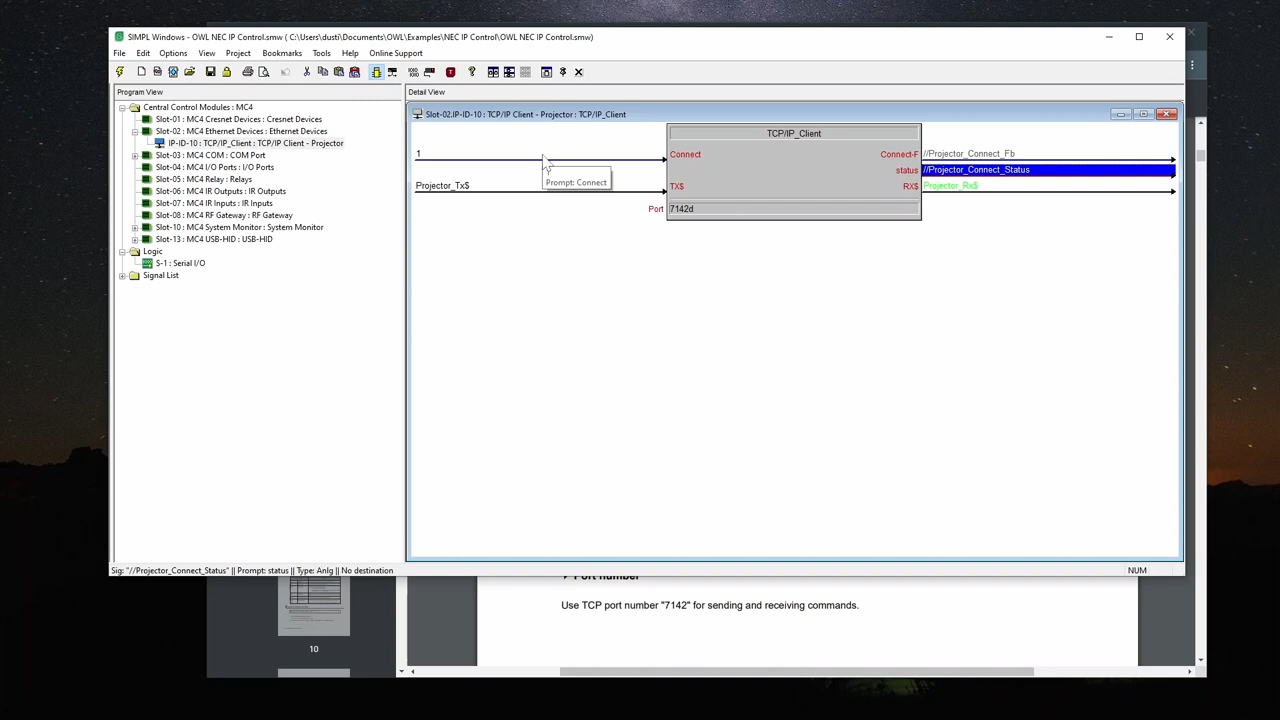 SIMPL Windows - OWL NEC IP Control.smw ( C:\Users\dusti\Documents\OWL\Examples\NEC IP Control\OWL NEC IP Control.smw)
File Edit Options View Project Bookmarks Tools Help Online Support
Program View
Detail View
Central Control Modules : MC4
Slot-01 : MC4 Cresnet Devices : Cresnet Devices
Slot-02 : MC4 Ethernet Devices : Ethernet Devices
IP-ID-10 : TCP/IP_Client : TCP/IP Client - Projector
Slot-03 : MC4 COM : COM Port
Slot-04 : MC4 I/O Ports : I/O Ports
Slot-05 : MC4 Relay : Relays
Slot-06 : MC4 IR Outputs : IR Outputs
Slot-07 : MC4 IR Inputs : IR Inputs
Slot-08 : MC4 RF Gateway : RF Gateway
Slot-10 : MC4 System Monitor : System Monitor
Slot-13 : MC4 USB-HID : USB-HID
Logic
S-1 : Serial I/O
Signal List
Slot-02.IP-ID-10 : TCP/IP Client - Projector : TCP/IP_Client
TCP/IP_Client
1
Connect
Connect-F
//Projector_Connect_Fb
status
//Projector_Connect_Status
Prompt: Connect
Projector_Tx$
TX$
RX$
Projector_Rx$
Port
7142d
Sig: "//Projector_Connect_Status" || Prompt: status || Type: Anlg || No destination
NUM
Port number
Use TCP port number "7142" for sending and receiving commands.
10